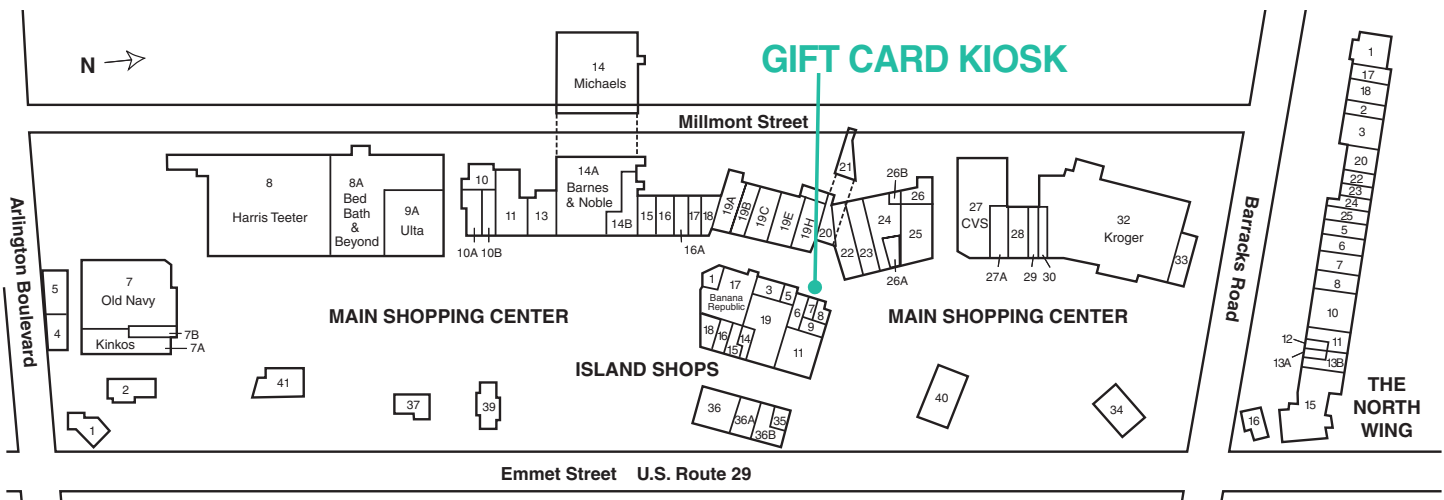 N
14
Michaels
GIFT CARD KIOSK
Millmont Street
Arlington Boulevard
Barracks Road
8
Harris Teeter
8A
Bed
Bath
&
Beyond
9A
Ulta
10
10A
10B
11
13
14A
Barnes
& Noble
14B
15
16
16A
17
18
19A
19B
19C
19E
19H
20
21
22
23
24
26B
26
25
26A
27
CVS
27A
28
29
30
32
Kroger
33
5
4
7
Old Navy
7B
Kinkos
7A
MAIN SHOPPING CENTER
1
17
Banana
Republic
3
5
6
7
8
9
19
18
16
15
14
11
MAIN SHOPPING CENTER
ISLAND SHOPS
2
1
41
37
39
36
36A
36B
35
40
34
1
17
18
2
3
20
22
23
24
25
5
6
7
8
10
12
11
13A
13B
15
16
THE
NORTH
WING
Emmet Street U.S. Route 29